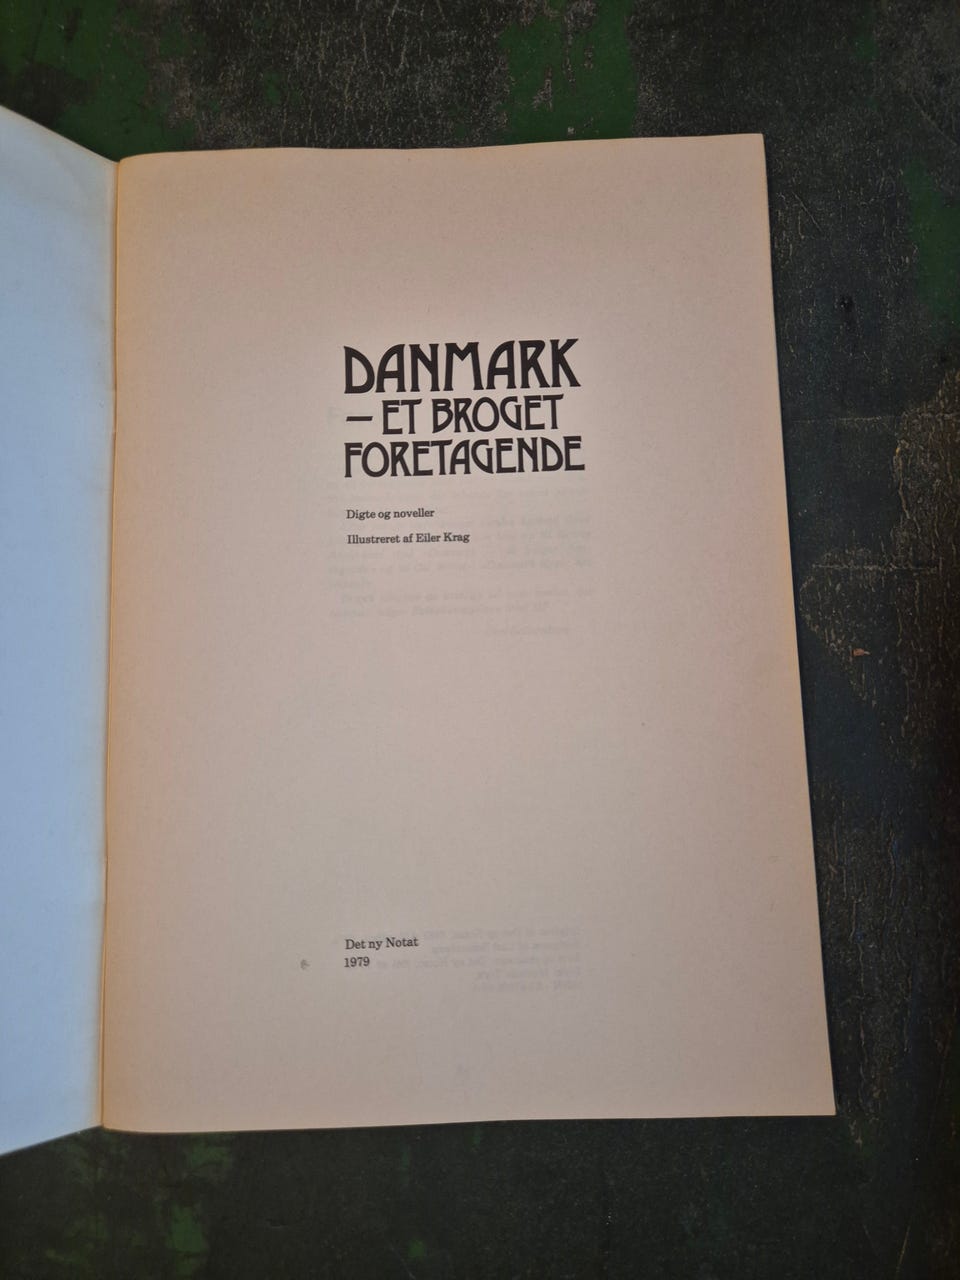 DANMARK
– ET BROGET
FORETAGENDE
Digte og noveller
Illustreret af Eiler Krag
Det ny Notat
1979